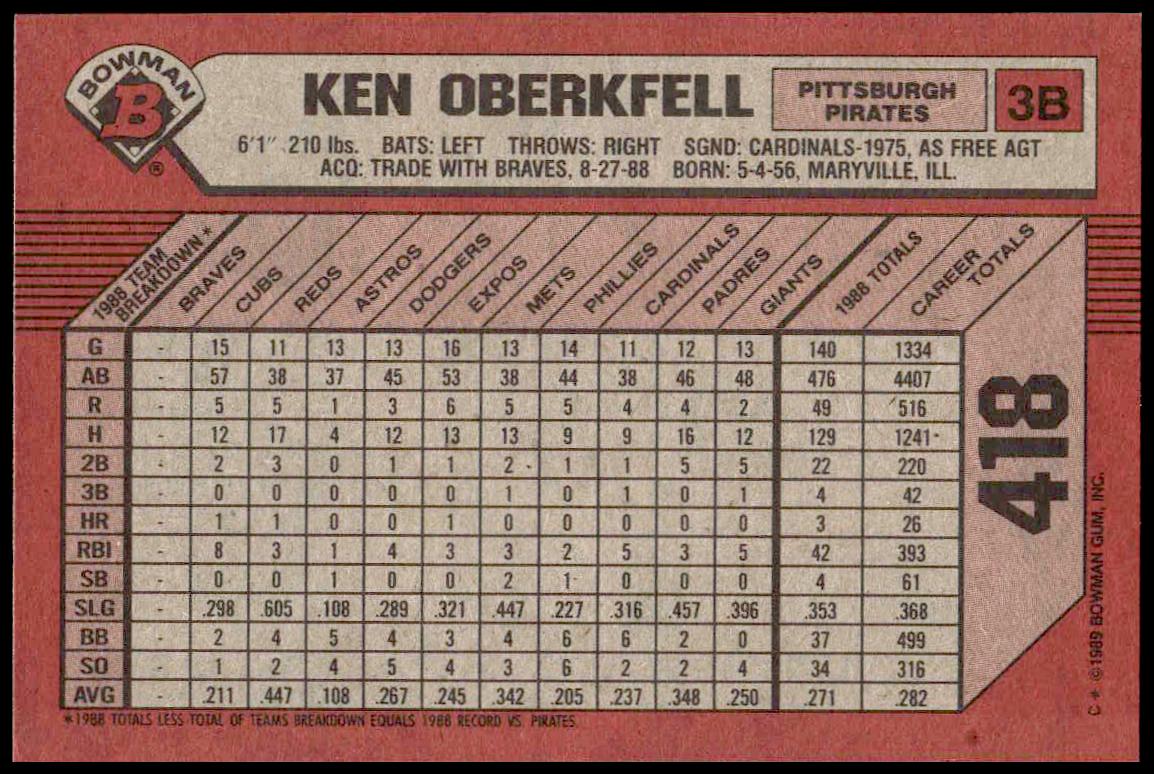 BOWMAN
B
®
KEN OBERKFELL
PITTSBURGH
PIRATES
3B
6'1" 210 lbs. BATS: LEFT THROWS: RIGHT SGND: CARDINALS-1975, AS FREE AGT
ACQ: TRADE WITH BRAVES, 8-27-88 BORN: 5-4-56, MARYVILLE, ILL.
1988 TEAM
BREAKDOWN* BRAVES CUBS REDS ASTROS DODGERS EXPOS METS PHILLIES CARDINALS PADRES GIANTS 1988 TOTALS CAREER TOTALS
G - 15 11 13 13 16 13 14 11 12 13 140 1334
AB - 57 38 37 45 53 38 44 38 46 48 476 4407
R - 5 5 1 3 6 5 5 4 4 2 49 516
H - 12 17 4 12 13 13 9 9 16 12 129 1241
2B - 2 3 0 1 1 2 1 1 5 5 22 220
3B - 0 0 0 0 0 1 0 1 0 1 4 42
HR - 1 1 0 0 1 0 0 0 0 0 3 26
RBI - 8 3 1 4 3 3 2 5 3 5 42 393
SB - 0 0 1 0 0 2 1 0 0 0 4 61
SLG - .298 .605 .108 .289 .321 .447 .227 .316 .457 .396 .353 .368
BB - 2 4 5 4 3 4 6 6 2 0 37 499
SO - 1 2 4 5 4 3 6 2 2 4 34 316
AVG - .211 .447 .108 .267 .245 .342 .205 .237 .348 .250 .271 .282
*1988 TOTALS LESS TOTAL OF TEAMS BREAKDOWN EQUALS 1988 RECORD VS. PIRATES.
418
C* ©1989 BOWMAN GUM, INC.